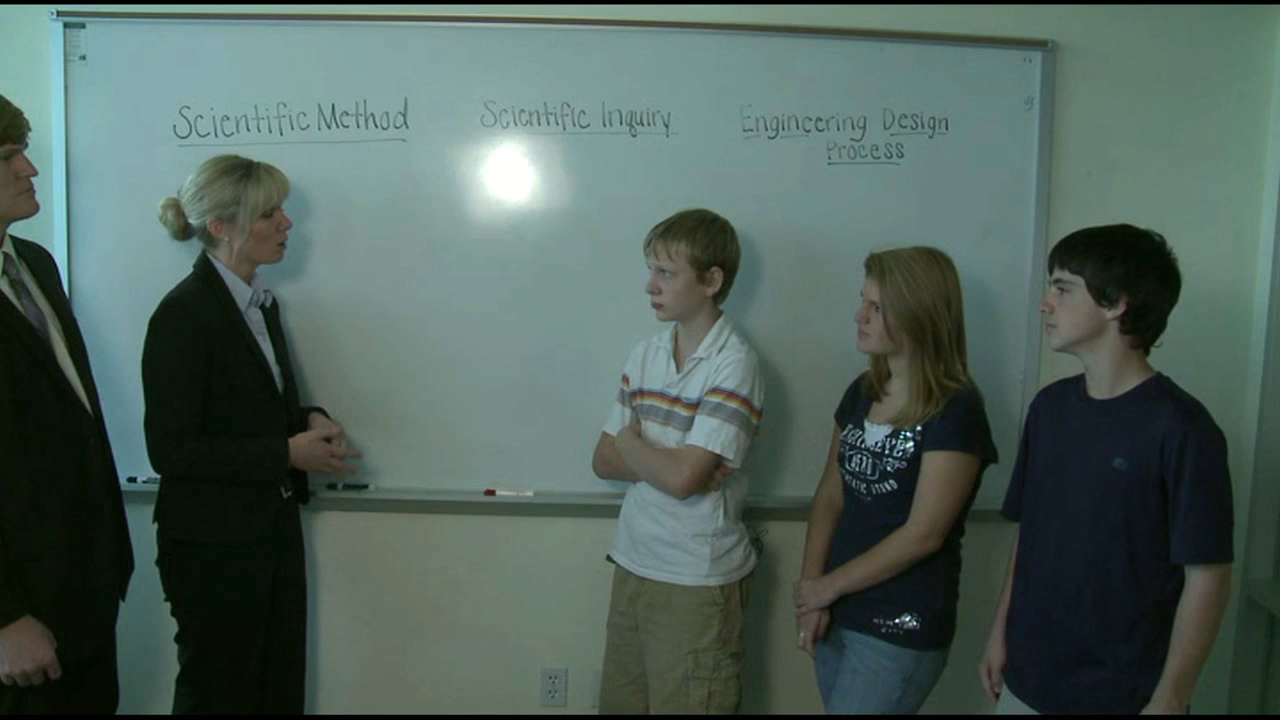 Scientific Method
Scientific Inquiry
Engineering Design
Process